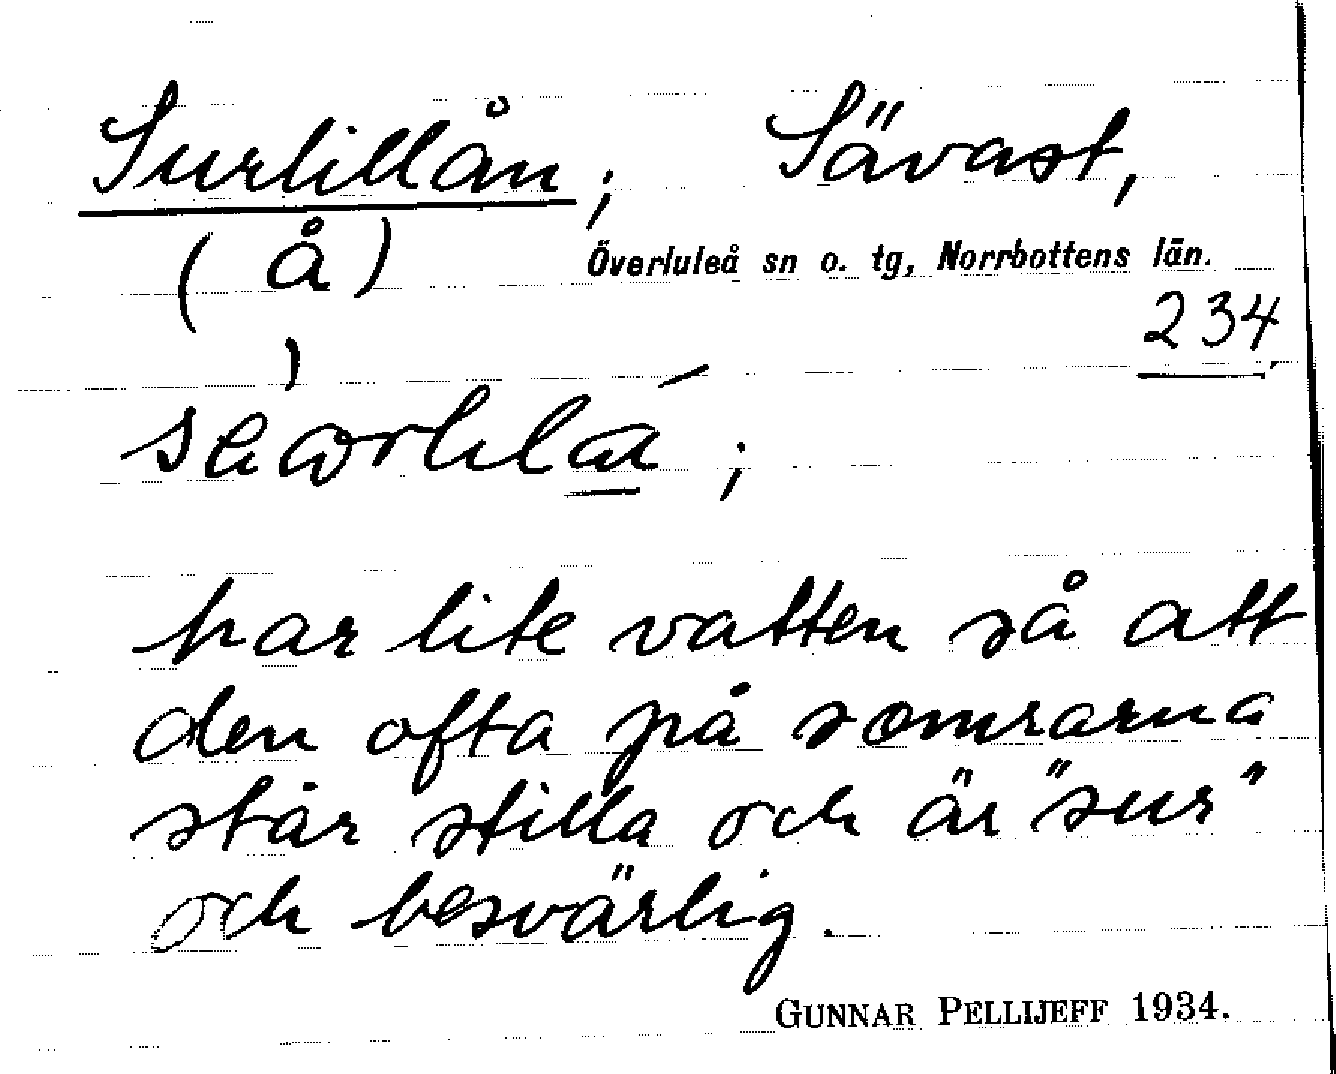 Surlillån; Sävast,
(å) Överluleå sn o. tg, Norrbottens län.
234
har lite vatten så att
den ofta på somrarna
står stilla och är "sur"
och besvärlig.
GUNNAR PELLIJEFF 1934.